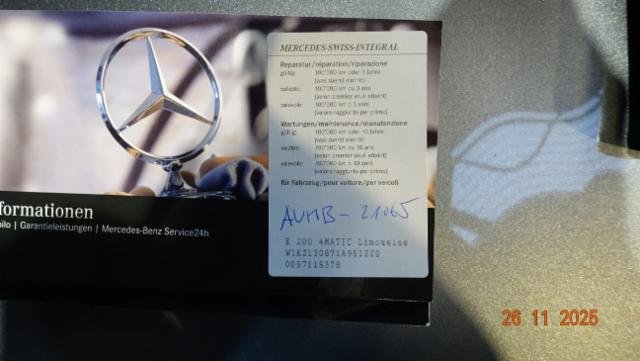 MERCEDES-SWISS-INTEGRAL
Reparatur/réparation/riparazione
gültig: 100'000 km oder 3 Jahre
(was zuerst eintritt)
valable: 100'000 km ou 3 ans
(selon premier seuil atteint)
valevole: 100'000 km o 3 anni
(valore raggiunto per primo)
Wartungen/maintenance/manutenzione
gültig: 100'000 km oder 10 Jahre
(was zuerst eintritt)
valable: 100'000 km ou 10 ans
(selon premier seuil atteint)
valevole: 100'000 km o 10 anni
(valore raggiunto per primo)
für Fahrzeug/pour voiture/per veicoli
AUMB - 21065
E 200 4MATIC Limousine
0057115378
formationen
bilo | Garantieleistungen | Mercedes-Benz Service24h
26 11 2025